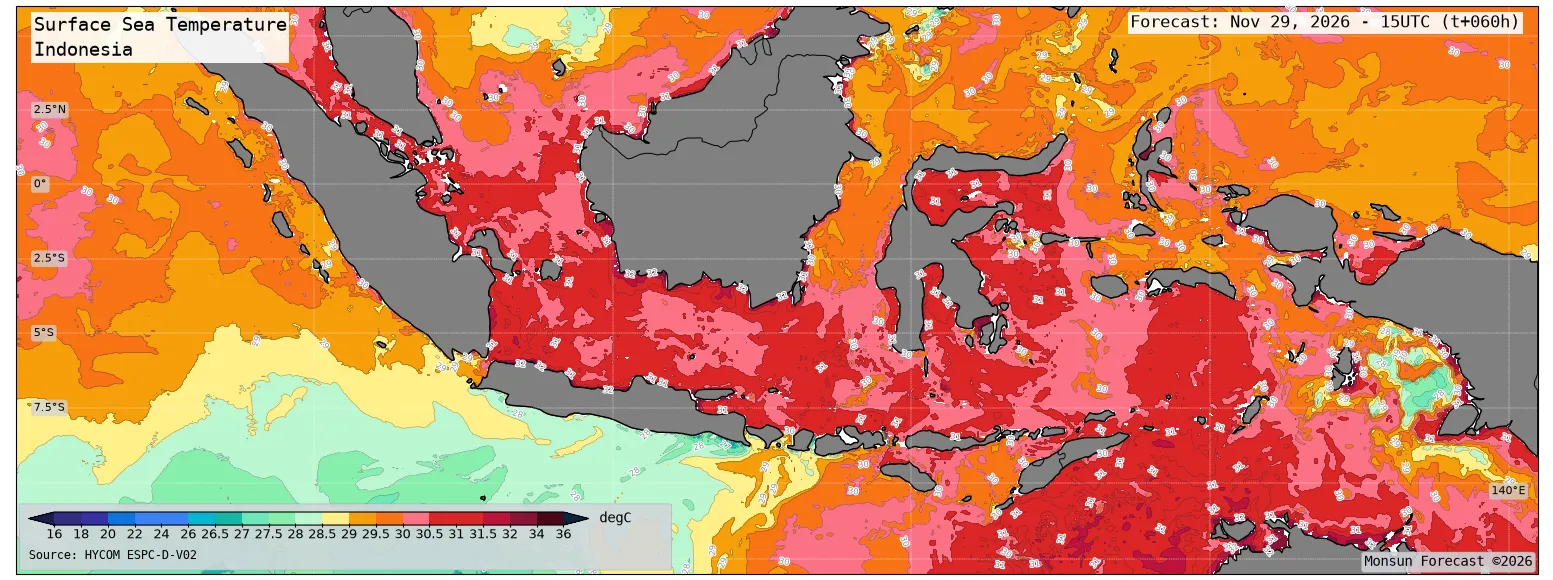 Surface Sea Temperature
Indonesia
Forecast: Nov 29, 2026 - 15UTC (t+060h)
2.5°N
0°
2.5°S
5°S
7.5°S
140°E
degC
16 18 20 22 24 26 26.5 27 27.5 28 28.5 29 29.5 30 30.5 31 31.5 32 34 36
Source: HYCOM ESPC-D-V02
Monsun Forecast ©2026